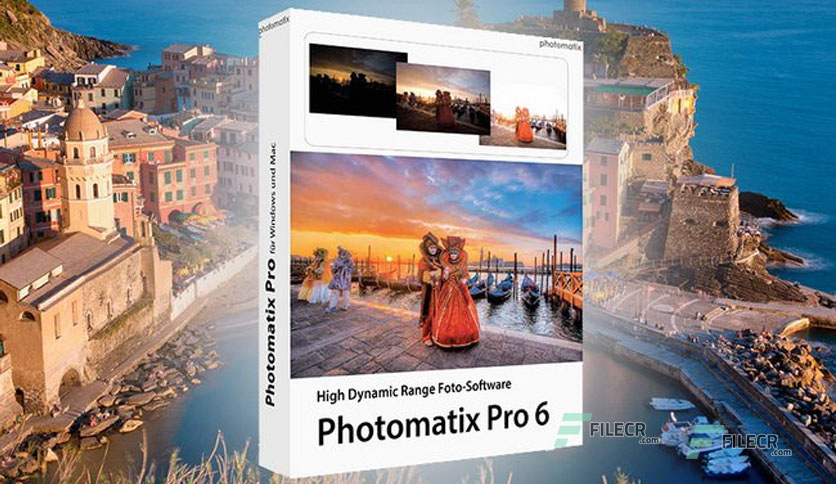 photomatix
Photomatix Pro für Windows und Mac
High Dynamic Range Foto-Software
Photomatix Pro 6
FILECR
.com
FILECR
.com